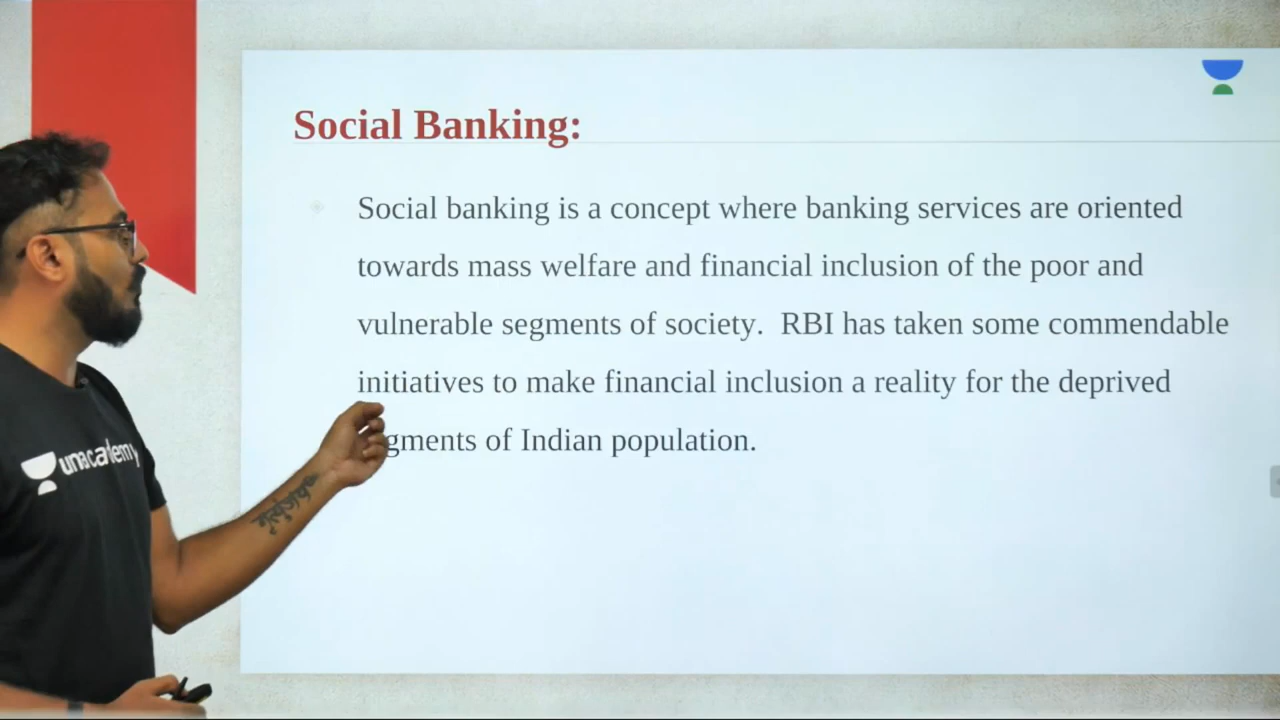 Social Banking:
Social banking is a concept where banking services are oriented
towards mass welfare and financial inclusion of the poor and
vulnerable segments of society. RBI has taken some commendable
initiatives to make financial inclusion a reality for the deprived
gments of Indian population.
unacademy
मृत्युंजय